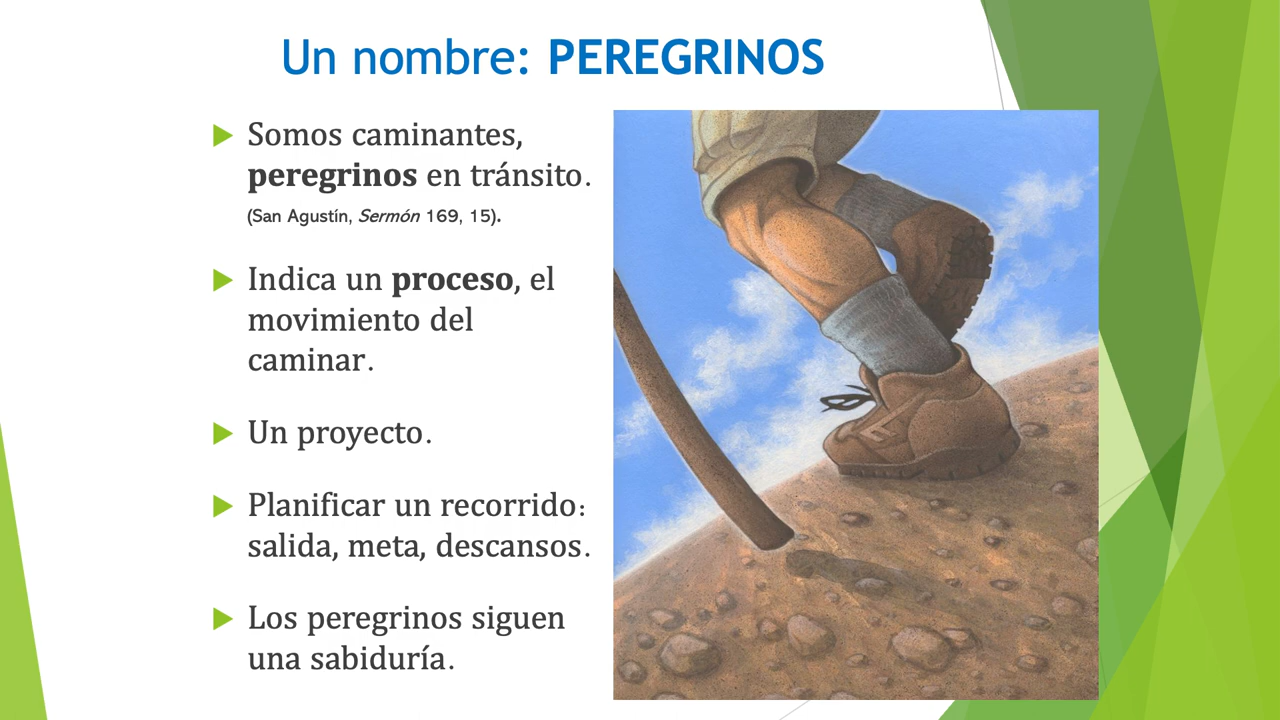 Un nombre: PEREGRINOS
Somos caminantes,
peregrinos en tránsito.
(San Agustín, Sermón 169, 15).
Indica un proceso, el
movimiento del
caminar.
Un proyecto.
Planificar un recorrido:
salida, meta, descansos.
Los peregrinos siguen
una sabiduría.